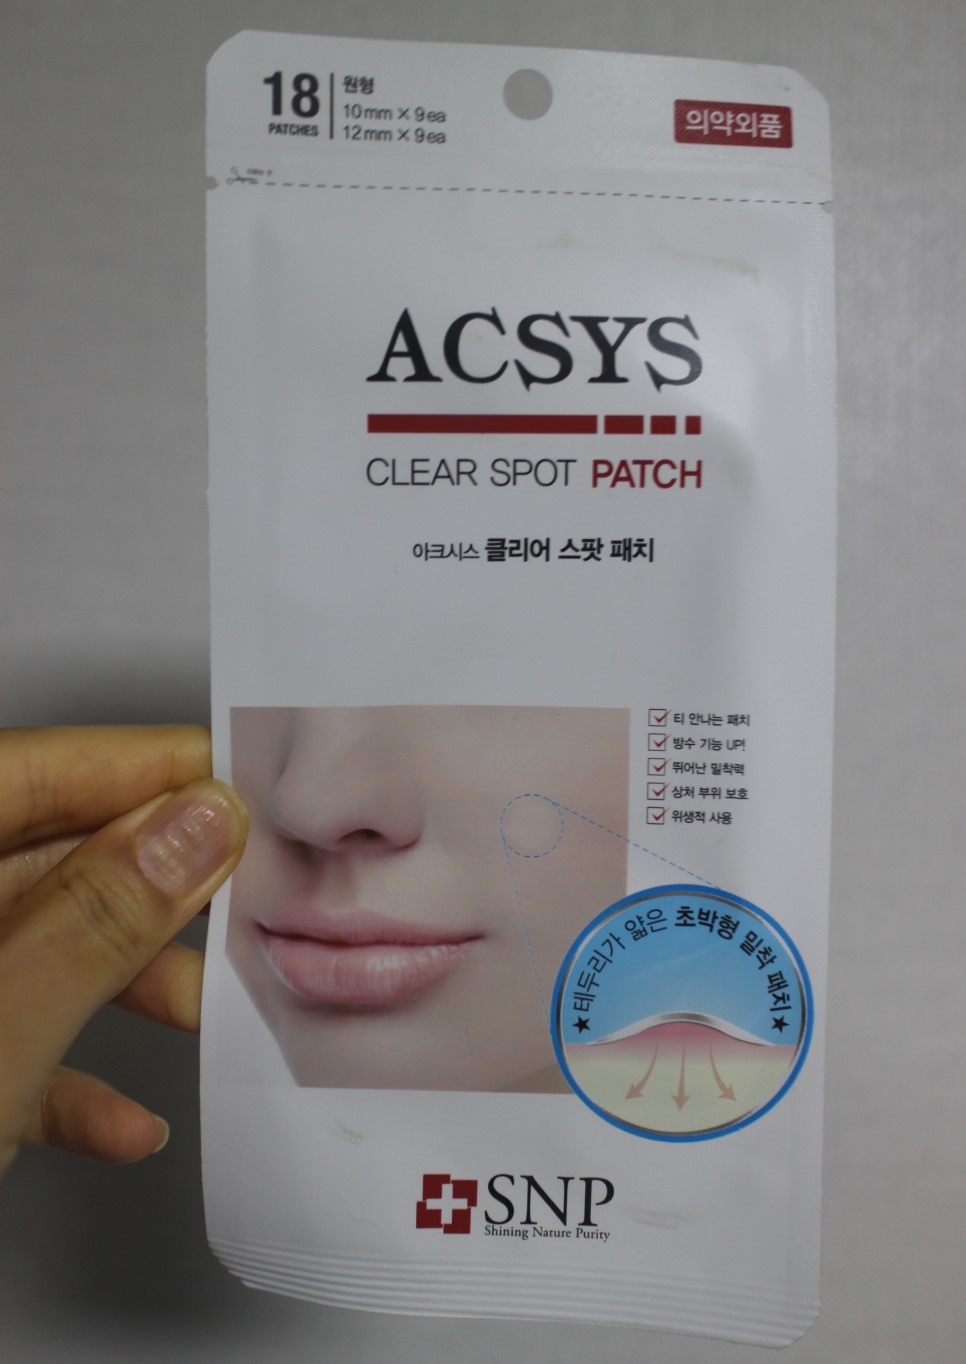 18
PATCHES
원형
10mm × 9ea
12mm × 9ea
의약외품
ACSYS
CLEAR SPOT PATCH
아크시스 클리어 스팟 패치
티 안나는 패치
방수 기능 UP!
뛰어난 밀착력
상처 부위 보호
위생적 사용
★테두리가 얇은 초박형 밀착 패치★
SNP
Shining Nature Purity